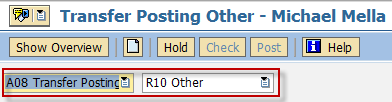 Transfer Posting Other - Michael Mella
Show Overview Hold Check Post Help
A08 Transfer Posting R10 Other